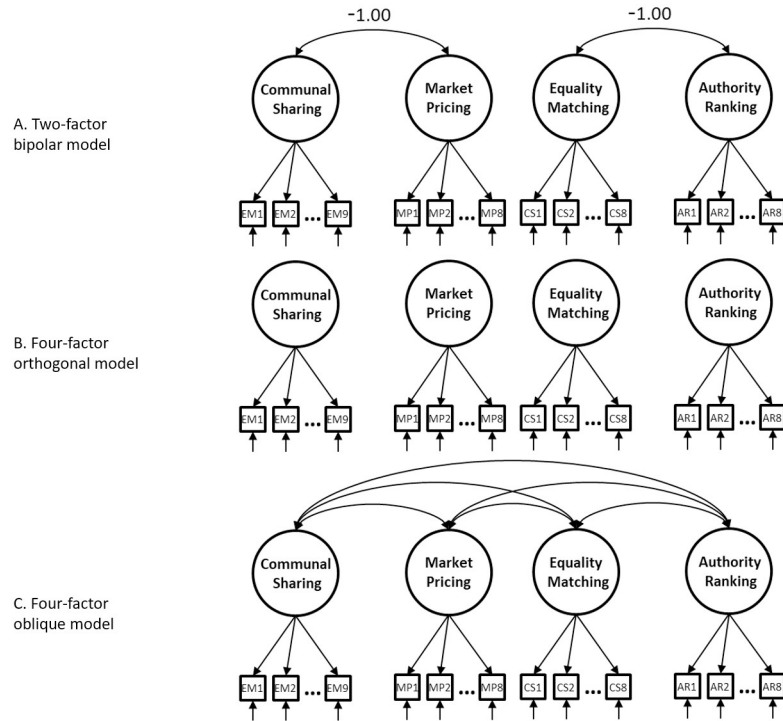 -1.00 -1.00
Communal Sharing Market Pricing Equality Matching Authority Ranking
A. Two-factor
bipolar model
EM1 EM2 ... EM9 MP1 MP2 ... MP8 CS1 CS2 ... CS8 AR1 AR2 ... AR8
Communal Sharing Market Pricing Equality Matching Authority Ranking
B. Four-factor
orthogonal model
EM1 EM2 ... EM9 MP1 MP2 ... MP8 CS1 CS2 ... CS8 AR1 AR2 ... AR8
Communal Sharing Market Pricing Equality Matching Authority Ranking
C. Four-factor
oblique model
EM1 EM2 ... EM9 MP1 MP2 ... MP8 CS1 CS2 ... CS8 AR1 AR2 ... AR8